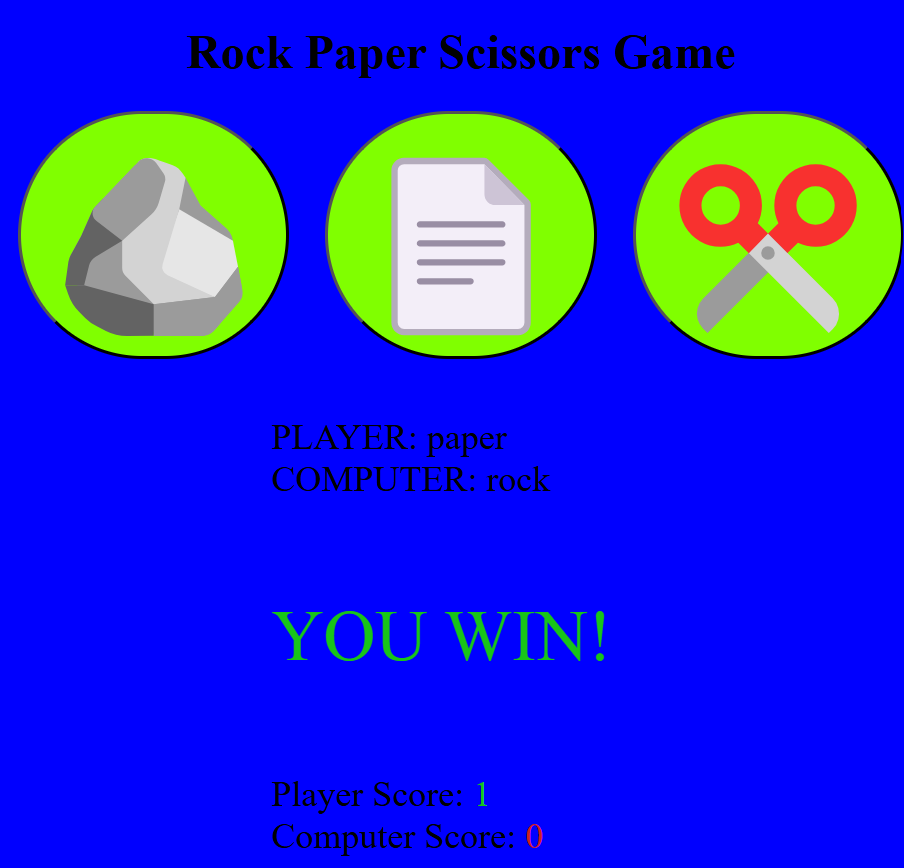 Rock Paper Scissors Game
PLAYER: paper
COMPUTER: rock
YOU WIN!
Player Score: 1
Computer Score: 0